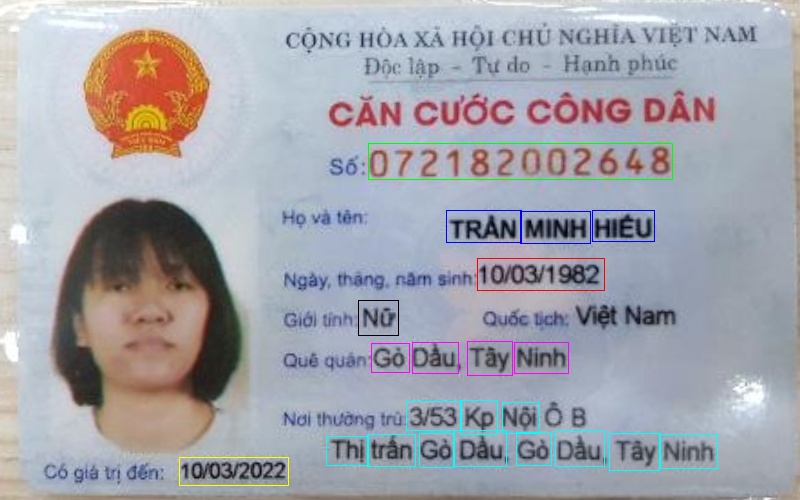 CỘNG HÒA XÃ HỘI CHỦ NGHĨA VIỆT NAM
Độc lập - Tự do - Hạnh phúc
CĂN CƯỚC CÔNG DÂN
Số: 072182002648
Họ và tên: TRẦN MINH HIẾU
Ngày, tháng, năm sinh: 10/03/1982
Giới tính: Nữ Quốc tịch: Việt Nam
Quê quán: Gò Dầu, Tây Ninh
Nơi thường trú: 3/53 Kp Nội Ô B
Thị trấn Gò Dầu, Gò Dầu, Tây Ninh
Có giá trị đến: 10/03/2022